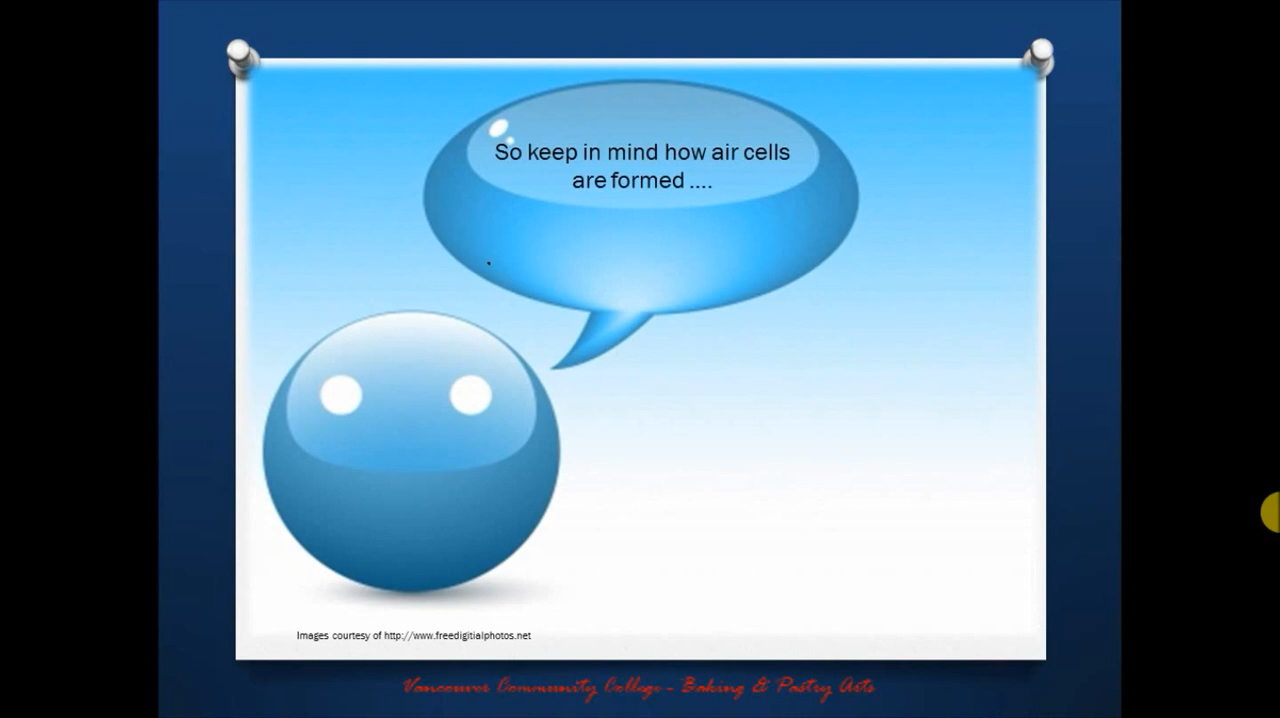 So keep in mind how air cells
are formed ....
Images courtesy of http://www.freedigitialphotos.net
Vancouver Community College - Baking & Pastry Arts